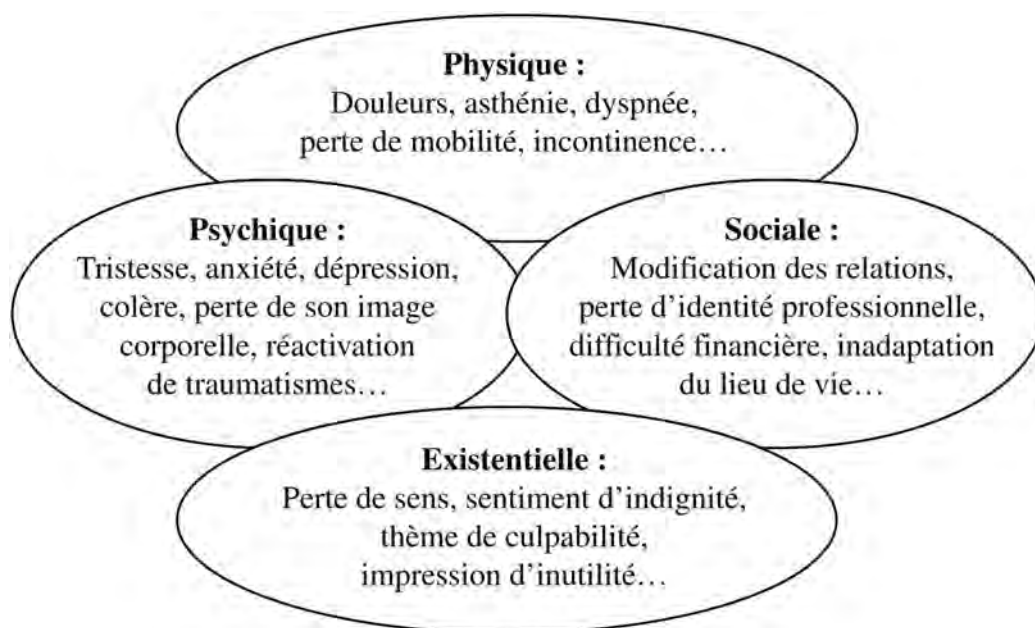 Physique :
Douleurs, asthénie, dyspnée,
perte de mobilité, incontinence…
Psychique :
Tristesse, anxiété, dépression,
colère, perte de son image
corporelle, réactivation
de traumatismes…
Sociale :
Modification des relations,
perte d’identité professionnelle,
difficulté financière, inadaptation
du lieu de vie…
Existentielle :
Perte de sens, sentiment d’indignité,
thème de culpabilité,
impression d’inutilité…